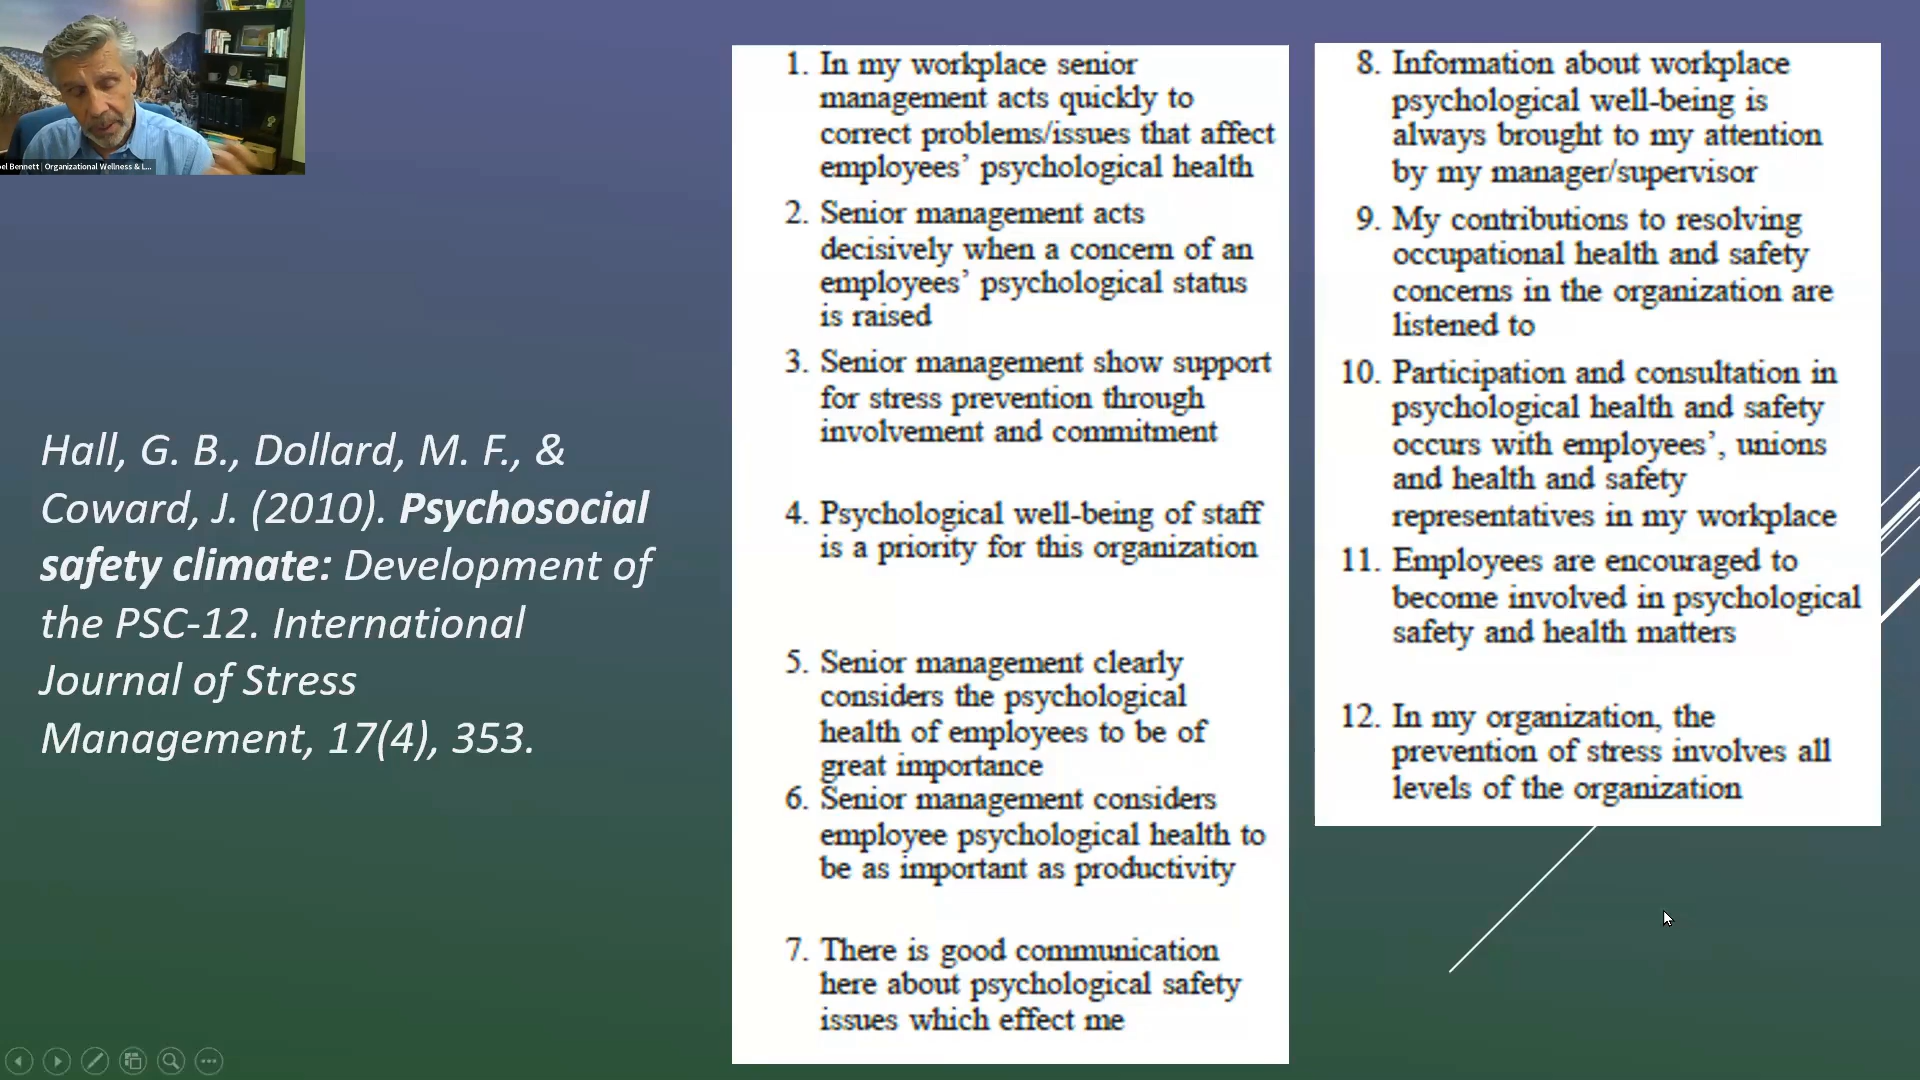 oel Bennett | Organizational Wellness & L...
Hall, G. B., Dollard, M. F., &
Coward, J. (2010). Psychosocial
safety climate: Development of
the PSC-12. International
Journal of Stress
Management, 17(4), 353.
1. In my workplace senior
management acts quickly to
correct problems/issues that affect
employees’ psychological health
2. Senior management acts
decisively when a concern of an
employees’ psychological status
is raised
3. Senior management show support
for stress prevention through
involvement and commitment
4. Psychological well-being of staff
is a priority for this organization
5. Senior management clearly
considers the psychological
health of employees to be of
great importance
6. Senior management considers
employee psychological health to
be as important as productivity
7. There is good communication
here about psychological safety
issues which effect me
8. Information about workplace
psychological well-being is
always brought to my attention
by my manager/supervisor
9. My contributions to resolving
occupational health and safety
concerns in the organization are
listened to
10. Participation and consultation in
psychological health and safety
occurs with employees’, unions
and health and safety
representatives in my workplace
11. Employees are encouraged to
become involved in psychological
safety and health matters
12. In my organization, the
prevention of stress involves all
levels of the organization